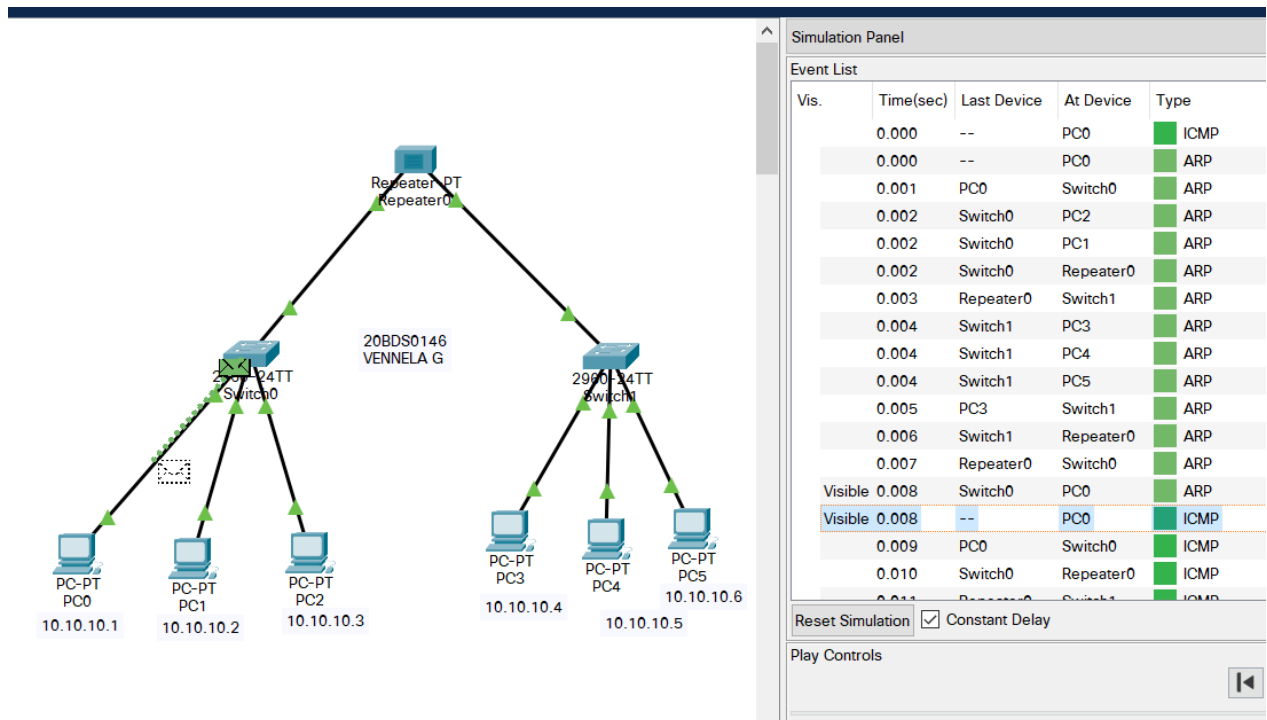 Repeater-PT
Repeater0
20BDS0146
VENNELA G
2960-24TT
Switch0
2960-24TT
Switch1
PC-PT
PC0
10.10.10.1
PC-PT
PC1
10.10.10.2
PC-PT
PC2
10.10.10.3
PC-PT
PC3
10.10.10.4
PC-PT
PC4
10.10.10.5
PC-PT
PC5
10.10.10.6
Simulation Panel
Event List
Vis. Time(sec) Last Device At Device Type
0.000 -- PC0 ICMP
0.000 -- PC0 ARP
0.001 PC0 Switch0 ARP
0.002 Switch0 PC2 ARP
0.002 Switch0 PC1 ARP
0.002 Switch0 Repeater0 ARP
0.003 Repeater0 Switch1 ARP
0.004 Switch1 PC3 ARP
0.004 Switch1 PC4 ARP
0.004 Switch1 PC5 ARP
0.005 PC3 Switch1 ARP
0.006 Switch1 Repeater0 ARP
0.007 Repeater0 Switch0 ARP
Visible 0.008 Switch0 PC0 ARP
Visible 0.008 -- PC0 ICMP
0.009 PC0 Switch0 ICMP
0.010 Switch0 Repeater0 ICMP
0.011 Repeater0 Switch1 ICMP
Reset Simulation Constant Delay
Play Controls